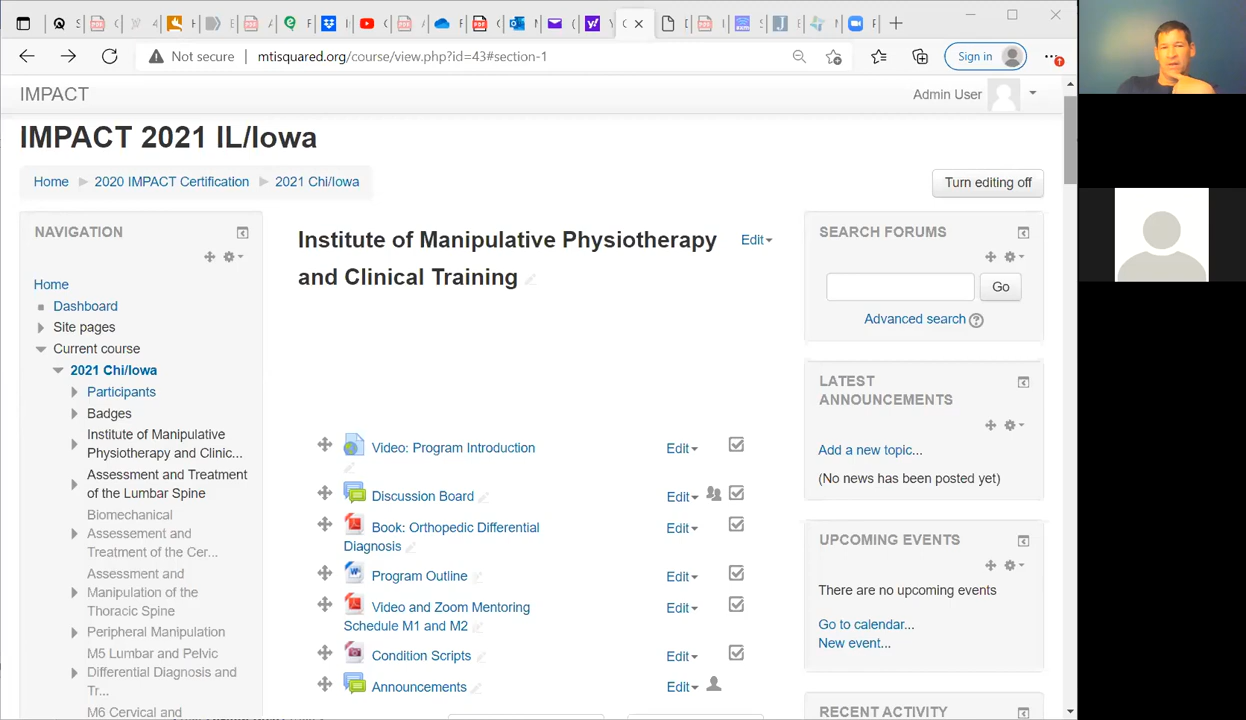 Not secure
mtisquared.org/course/view.php?id=43#section-1
Sign in
IMPACT
Admin User
IMPACT 2021 IL/Iowa
Home
2020 IMPACT Certification
2021 Chi/Iowa
Turn editing off
NAVIGATION
Home
Dashboard
Site pages
Current course
2021 Chi/Iowa
Participants
Badges
Institute of Manipulative
Physiotherapy and Clinic...
Assessment and Treatment
of the Lumbar Spine
Biomechanical
Assessement and
Treatment of the Cer...
Assessment and
Manipulation of the
Thoracic Spine
Peripheral Manipulation
M5 Lumbar and Pelvic
Differential Diagnosis and
Tr...
M6 Cervical and
Institute of Manipulative Physiotherapy
and Clinical Training
Edit
Video: Program Introduction
Edit
Discussion Board
Edit
Book: Orthopedic Differential
Diagnosis
Edit
Program Outline
Edit
Video and Zoom Mentoring
Schedule M1 and M2
Edit
Condition Scripts
Edit
Announcements
Edit
SEARCH FORUMS
Go
Advanced search
LATEST
ANNOUNCEMENTS
Add a new topic...
(No news has been posted yet)
UPCOMING EVENTS
There are no upcoming events
Go to calendar...
New event...
RECENT ACTIVITY